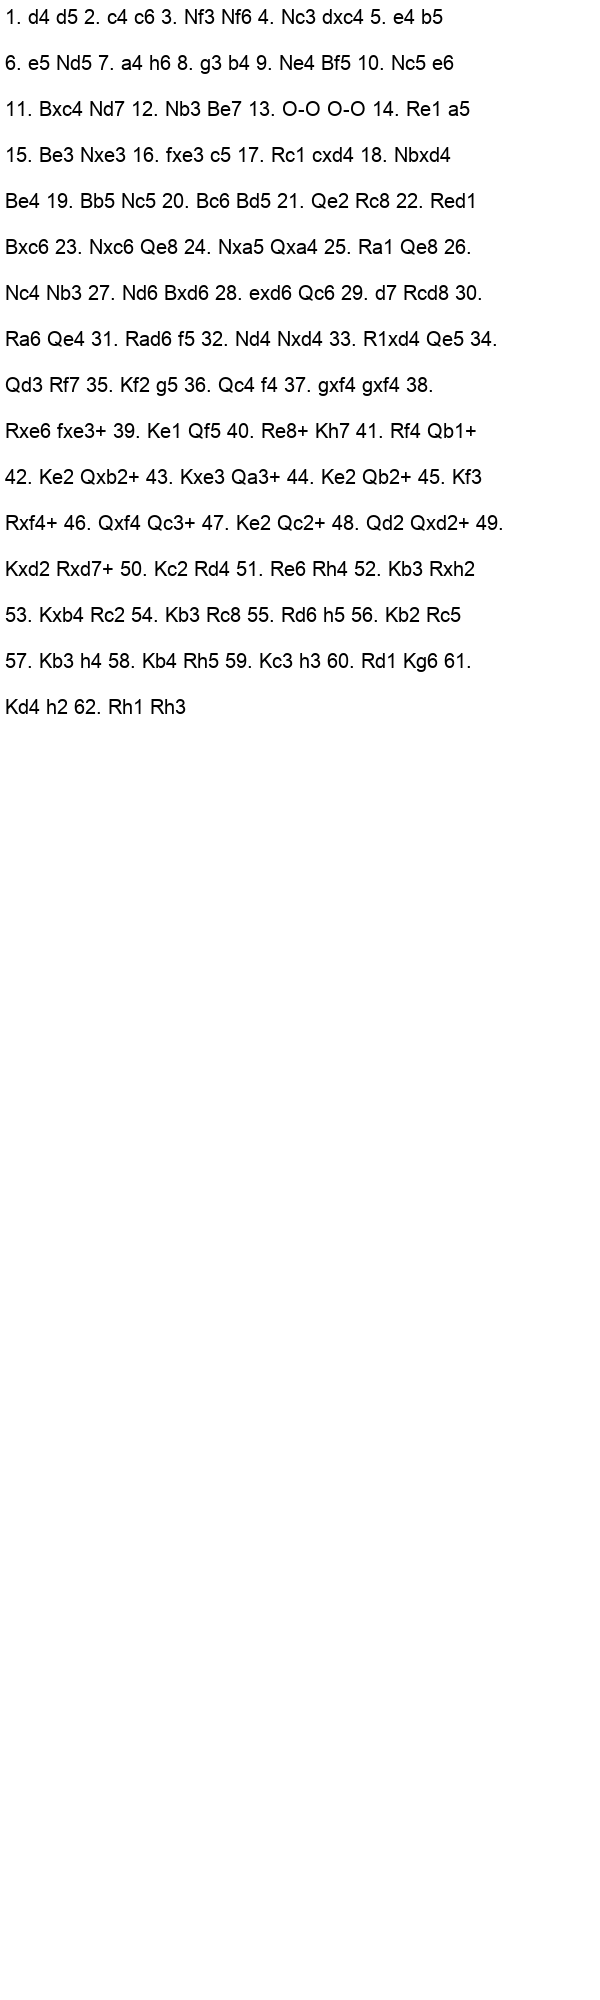 1. d4 d5 2. c4 c6 3. Nf3 Nf6 4. Nc3 dxc4 5. e4 b5
6. e5 Nd5 7. a4 h6 8. g3 b4 9. Ne4 Bf5 10. Nc5 e6
11. Bxc4 Nd7 12. Nb3 Be7 13. O-O O-O 14. Re1 a5
15. Be3 Nxe3 16. fxe3 c5 17. Rc1 cxd4 18. Nbxd4
Be4 19. Bb5 Nc5 20. Bc6 Bd5 21. Qe2 Rc8 22. Red1
Bxc6 23. Nxc6 Qe8 24. Nxa5 Qxa4 25. Ra1 Qe8 26.
Nc4 Nb3 27. Nd6 Bxd6 28. exd6 Qc6 29. d7 Rcd8 30.
Ra6 Qe4 31. Rad6 f5 32. Nd4 Nxd4 33. R1xd4 Qe5 34.
Qd3 Rf7 35. Kf2 g5 36. Qc4 f4 37. gxf4 gxf4 38.
Rxe6 fxe3+ 39. Ke1 Qf5 40. Re8+ Kh7 41. Rf4 Qb1+
42. Ke2 Qxb2+ 43. Kxe3 Qa3+ 44. Ke2 Qb2+ 45. Kf3
Rxf4+ 46. Qxf4 Qc3+ 47. Ke2 Qc2+ 48. Qd2 Qxd2+ 49.
Kxd2 Rxd7+ 50. Kc2 Rd4 51. Re6 Rh4 52. Kb3 Rxh2
53. Kxb4 Rc2 54. Kb3 Rc8 55. Rd6 h5 56. Kb2 Rc5
57. Kb3 h4 58. Kb4 Rh5 59. Kc3 h3 60. Rd1 Kg6 61.
Kd4 h2 62. Rh1 Rh3